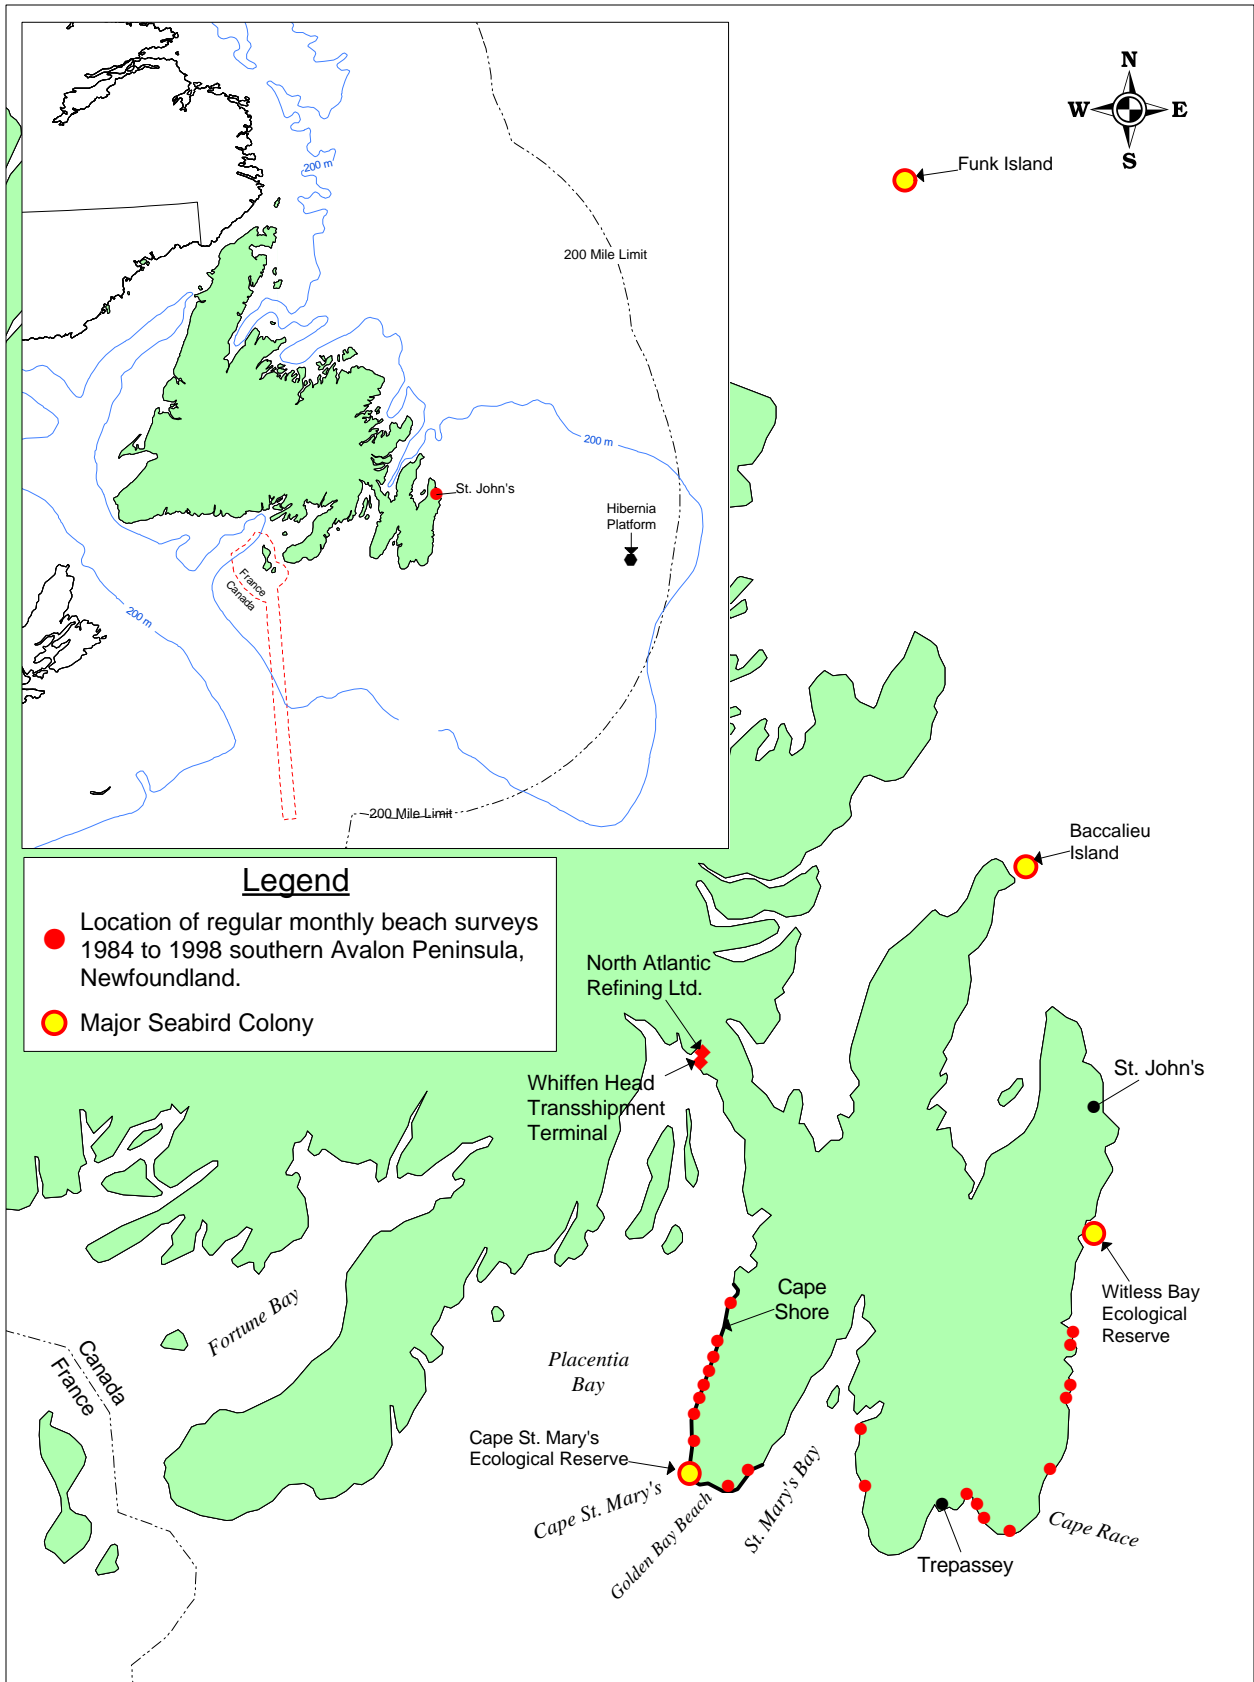 N
W E
S
Funk Island
200 m
200 Mile Limit
200 m
St. John's
Hibernia
Platform
France
Canada
200 m
200 Mile Limit
Baccalieu
Island
Legend
Location of regular monthly beach surveys
1984 to 1998 southern Avalon Peninsula,
Newfoundland.
Major Seabird Colony
North Atlantic
Refining Ltd.
Whiffen Head
Transshipment
Terminal
St. John's
Witless Bay
Ecological
Reserve
Cape
Shore
Fortune Bay
Placentia
Bay
Canada
France
Cape St. Mary's
Ecological Reserve
Cape St. Mary's
Golden Bay Beach
St. Mary's Bay
Cape Race
Trepassey